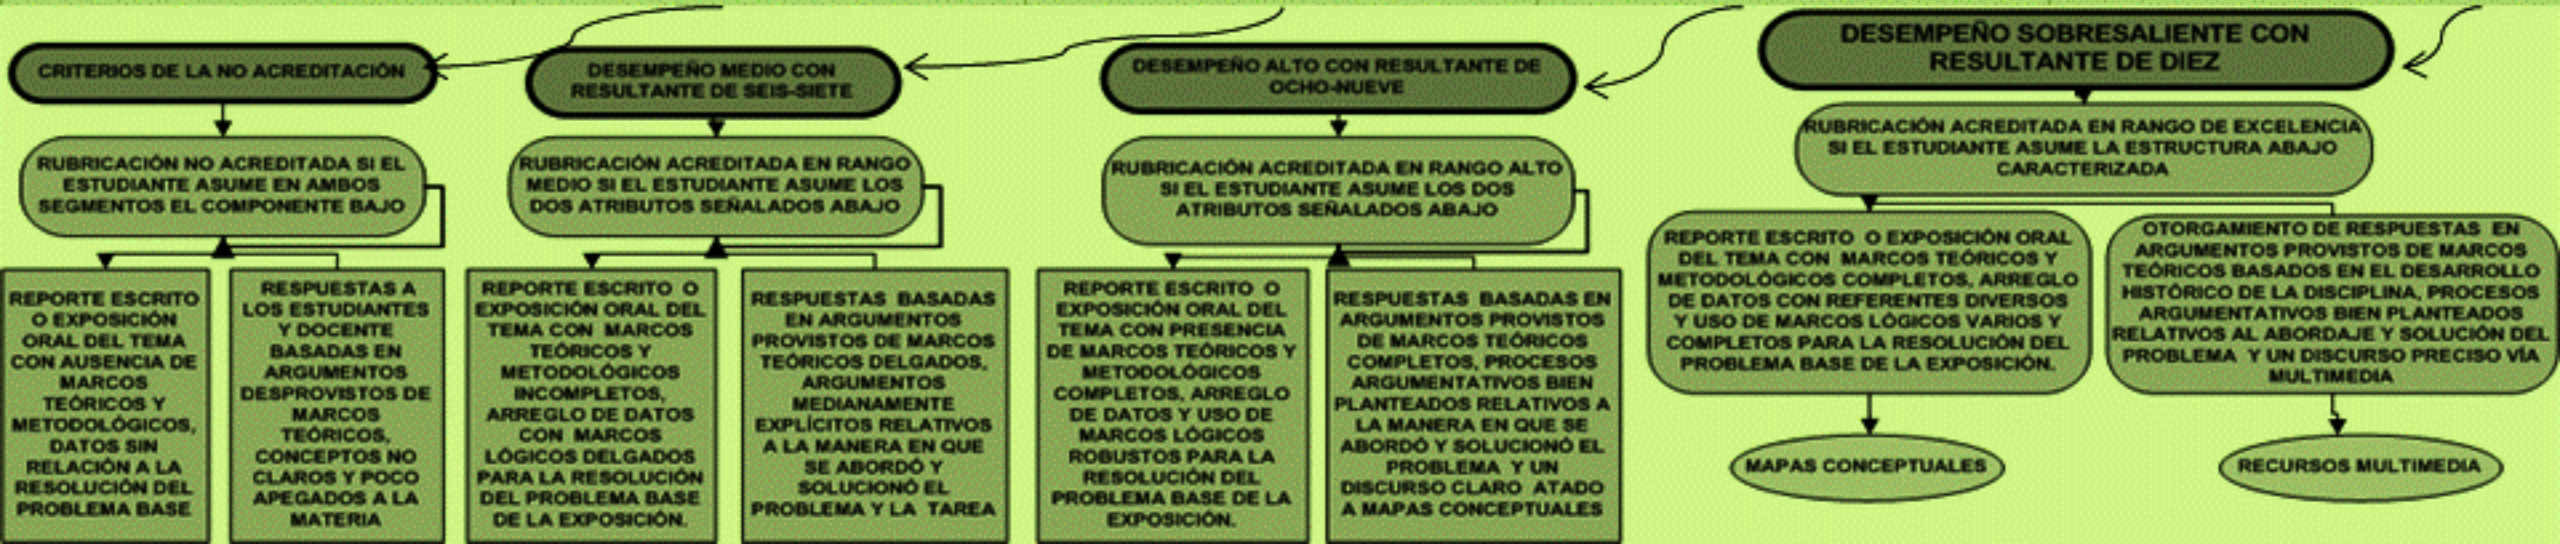 CRITERIOS DE LA NO ACREDITACIÓN
RUBRICACIÓN NO ACREDITADA SI EL
ESTUDIANTE ASUME EN AMBOS
SEGMENTOS EL COMPONENTE BAJO
REPORTE ESCRITO
O EXPOSICIÓN
ORAL DEL TEMA
CON AUSENCIA DE
MARCOS
TEÓRICOS Y
METODOLÓGICOS,
DATOS SIN
RELACIÓN A LA
RESOLUCIÓN DEL
PROBLEMA BASE
RESPUESTAS A
LOS ESTUDIANTES
Y DOCENTE
BASADAS EN
ARGUMENTOS
DESPROVISTOS DE
MARCOS
TEÓRICOS,
CONCEPTOS NO
CLAROS Y POCO
APEGADOS A LA
MATERIA
DESEMPEÑO MEDIO CON
RESULTANTE DE SEIS-SIETE
RUBRICACIÓN ACREDITADA EN RANGO
MEDIO SI EL ESTUDIANTE ASUME LOS
DOS ATRIBUTOS SEÑALADOS ABAJO
REPORTE ESCRITO O
EXPOSICIÓN ORAL DEL
TEMA CON MARCOS
TEÓRICOS Y
METODOLÓGICOS
INCOMPLETOS,
ARREGLO DE DATOS
CON MARCOS
LÓGICOS DELGADOS
PARA LA RESOLUCIÓN
DEL PROBLEMA BASE
DE LA EXPOSICIÓN.
RESPUESTAS BASADAS
EN ARGUMENTOS
PROVISTOS DE MARCOS
TEÓRICOS DELGADOS,
ARGUMENTOS
MEDIANAMENTE
EXPLÍCITOS RELATIVOS
A LA MANERA EN QUE
SE ABORDÓ Y
SOLUCIONÓ EL
PROBLEMA Y LA TAREA
DESEMPEÑO ALTO CON RESULTANTE DE
OCHO-NUEVE
RUBRICACIÓN ACREDITADA EN RANGO ALTO
SI EL ESTUDIANTE ASUME LOS DOS
ATRIBUTOS SEÑALADOS ABAJO
REPORTE ESCRITO O
EXPOSICIÓN ORAL DEL
TEMA CON PRESENCIA
DE MARCOS TEÓRICOS Y
METODOLÓGICOS
COMPLETOS, ARREGLO
DE DATOS Y USO DE
MARCOS LÓGICOS
ROBUSTOS PARA LA
RESOLUCIÓN DEL
PROBLEMA BASE DE LA
EXPOSICIÓN.
RESPUESTAS BASADAS EN
ARGUMENTOS PROVISTOS
DE MARCOS TEÓRICOS
COMPLETOS, PROCESOS
ARGUMENTATIVOS BIEN
PLANTEADOS RELATIVOS A
LA MANERA EN QUE SE
ABORDÓ Y SOLUCIONÓ EL
PROBLEMA Y UN
DISCURSO CLARO ATADO
A MAPAS CONCEPTUALES
DESEMPEÑO SOBRESALIENTE CON
RESULTANTE DE DIEZ
RUBRICACIÓN ACREDITADA EN RANGO DE EXCELENCIA
SI EL ESTUDIANTE ASUME LA ESTRUCTURA ABAJO
CARACTERIZADA
REPORTE ESCRITO O EXPOSICIÓN ORAL
DEL TEMA CON MARCOS TEÓRICOS Y
METODOLÓGICOS COMPLETOS, ARREGLO
DE DATOS CON REFERENTES DIVERSOS
Y USO DE MARCOS LÓGICOS VARIOS Y
COMPLETOS PARA LA RESOLUCIÓN DEL
PROBLEMA BASE DE LA EXPOSICIÓN.
MAPAS CONCEPTUALES
OTORGAMIENTO DE RESPUESTAS EN
ARGUMENTOS PROVISTOS DE MARCOS
TEÓRICOS BASADOS EN EL DESARROLLO
HISTÓRICO DE LA DISCIPLINA, PROCESOS
ARGUMENTATIVOS BIEN PLANTEADOS
RELATIVOS AL ABORDAJE Y SOLUCIÓN DEL
PROBLEMA Y UN DISCURSO PRECISO VÍA
MULTIMEDIA
RECURSOS MULTIMEDIA